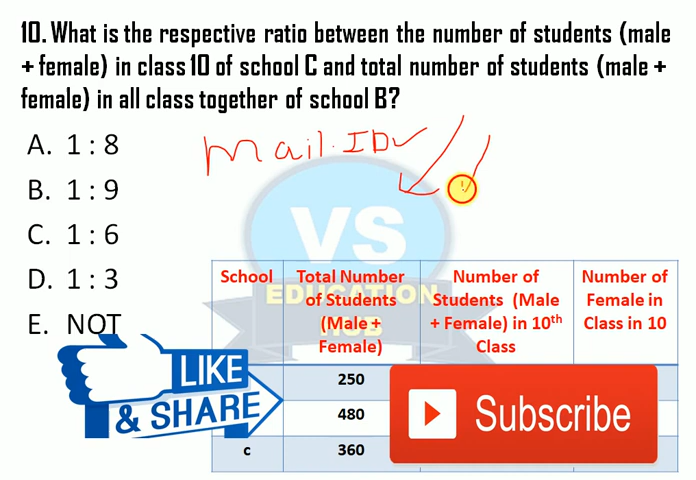 10. What is the respective ratio between the number of students (male
+ female) in class 10 of school C and total number of students (male +
female) in all class together of school B?
A. 1 : 8
B. 1 : 9
C. 1 : 6
D. 1 : 3
E. NOT
Mail. ID
VS
EDUCATION
HUB
School Total Number of Students (Male + Female) Number of Students (Male + Female) in 10th Class Number of Female in Class in 10
250
480
c 360
LIKE
& SHARE
Subscribe